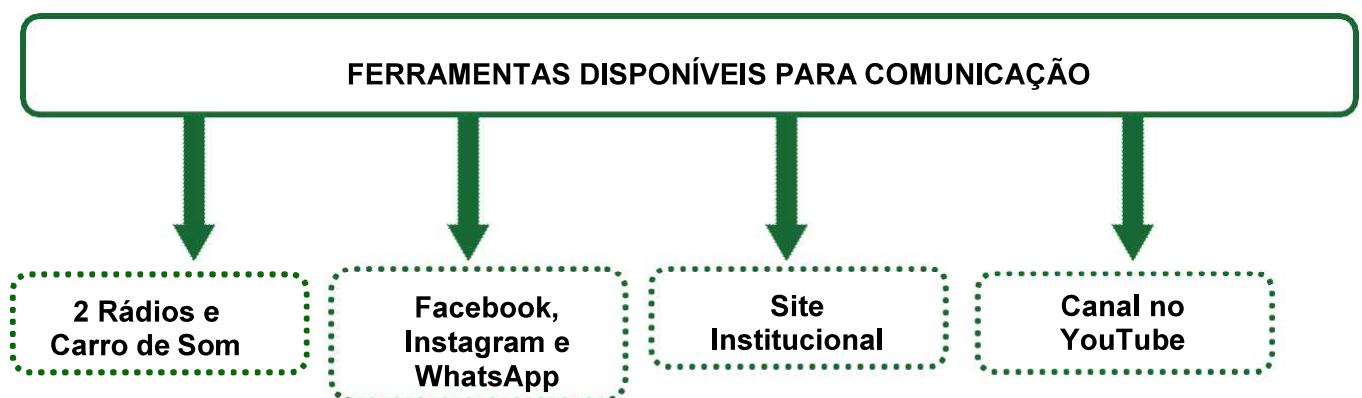 FERRAMENTAS DISPONÍVEIS PARA COMUNICAÇÃO
2 Rádios e
Carro de Som
Facebook,
Instagram e
WhatsApp
Site
Institucional
Canal no
YouTube